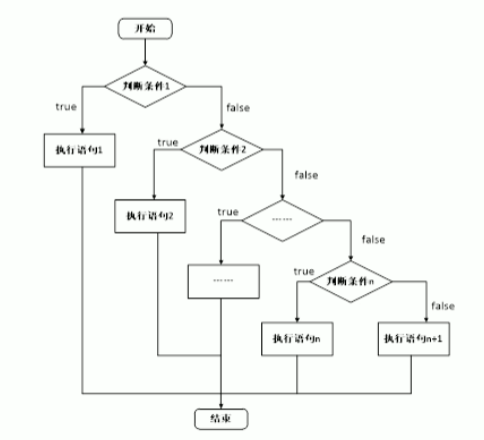 开始
判断条件1
true
false
执行语句1
判断条件2
true
false
执行语句2
……
true
false
……
判断条件n
true
false
执行语句n
执行语句n+1
结束